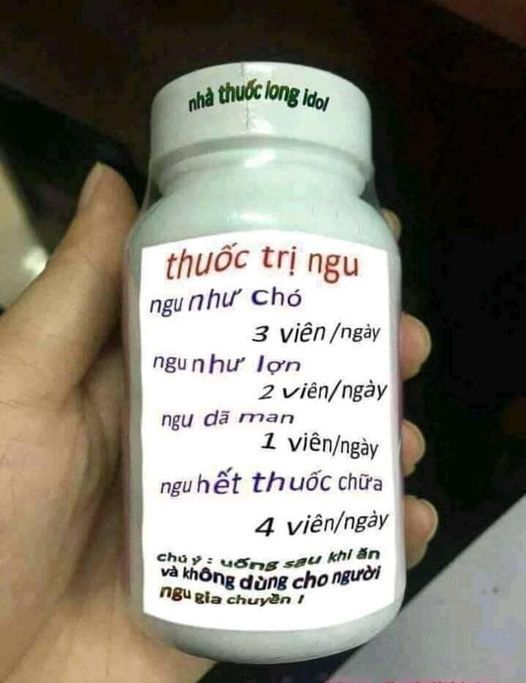 nhà thuốc long idol
thuốc trị ngu
ngu như chó
3 viên/ngày
ngu như lợn
2 viên/ngày
ngu dã man
1 viên/ngày
ngu hết thuốc chữa
4 viên/ngày
chú ý : uống sau khi ăn
và không dùng cho người
ngu gia chuyền !